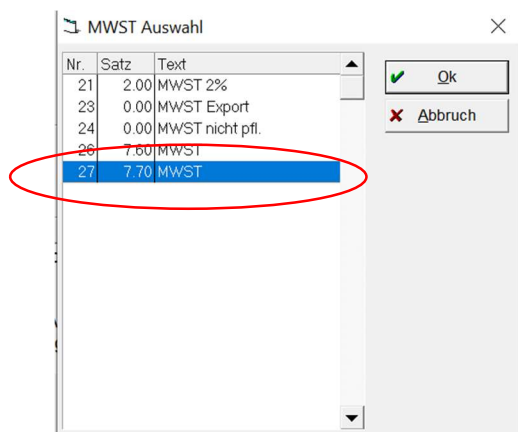 MWST Auswahl
Nr. Satz Text
21 2.00 MWST 2%
23 0.00 MWST Export
24 0.00 MWST nicht pfl.
26 7.60 MWST
27 7.70 MWST
Ok
Abbruch